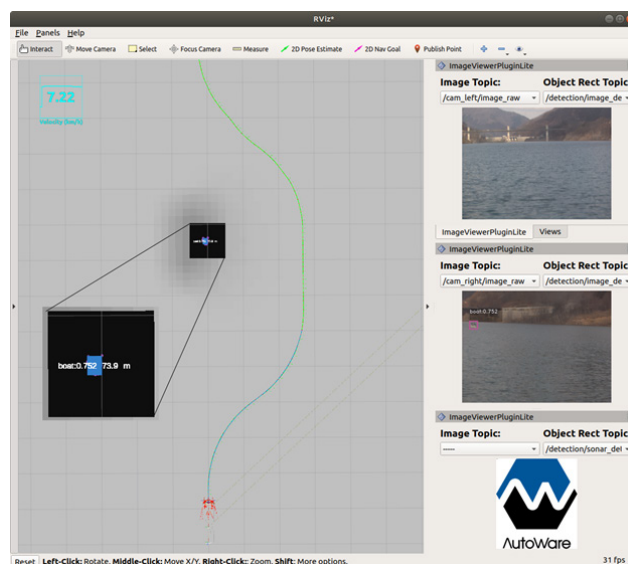 RViz*
File Panels Help
Interact Move Camera Select Focus Camera Measure 2D Pose Estimate 2D Nav Goal Publish Point
7.22
Velocity (km/h)
boat:0.752 73.9 m
ImageViewerPluginLite
Image Topic: Object Rect Topic
/cam_left/image_raw /detection/image_de
ImageViewerPluginLite Views
ImageViewerPluginLite
Image Topic: Object Rect Topic
/cam_right/image_raw /detection/image_de
boat:0.752
ImageViewerPluginLite
Image Topic: Object Rect Topic
----- /detection/sonar_det
AutoWare
Reset Left-Click: Rotate. Middle-Click: Move X/Y. Right-Click:: Zoom. Shift: More options.
31 fps